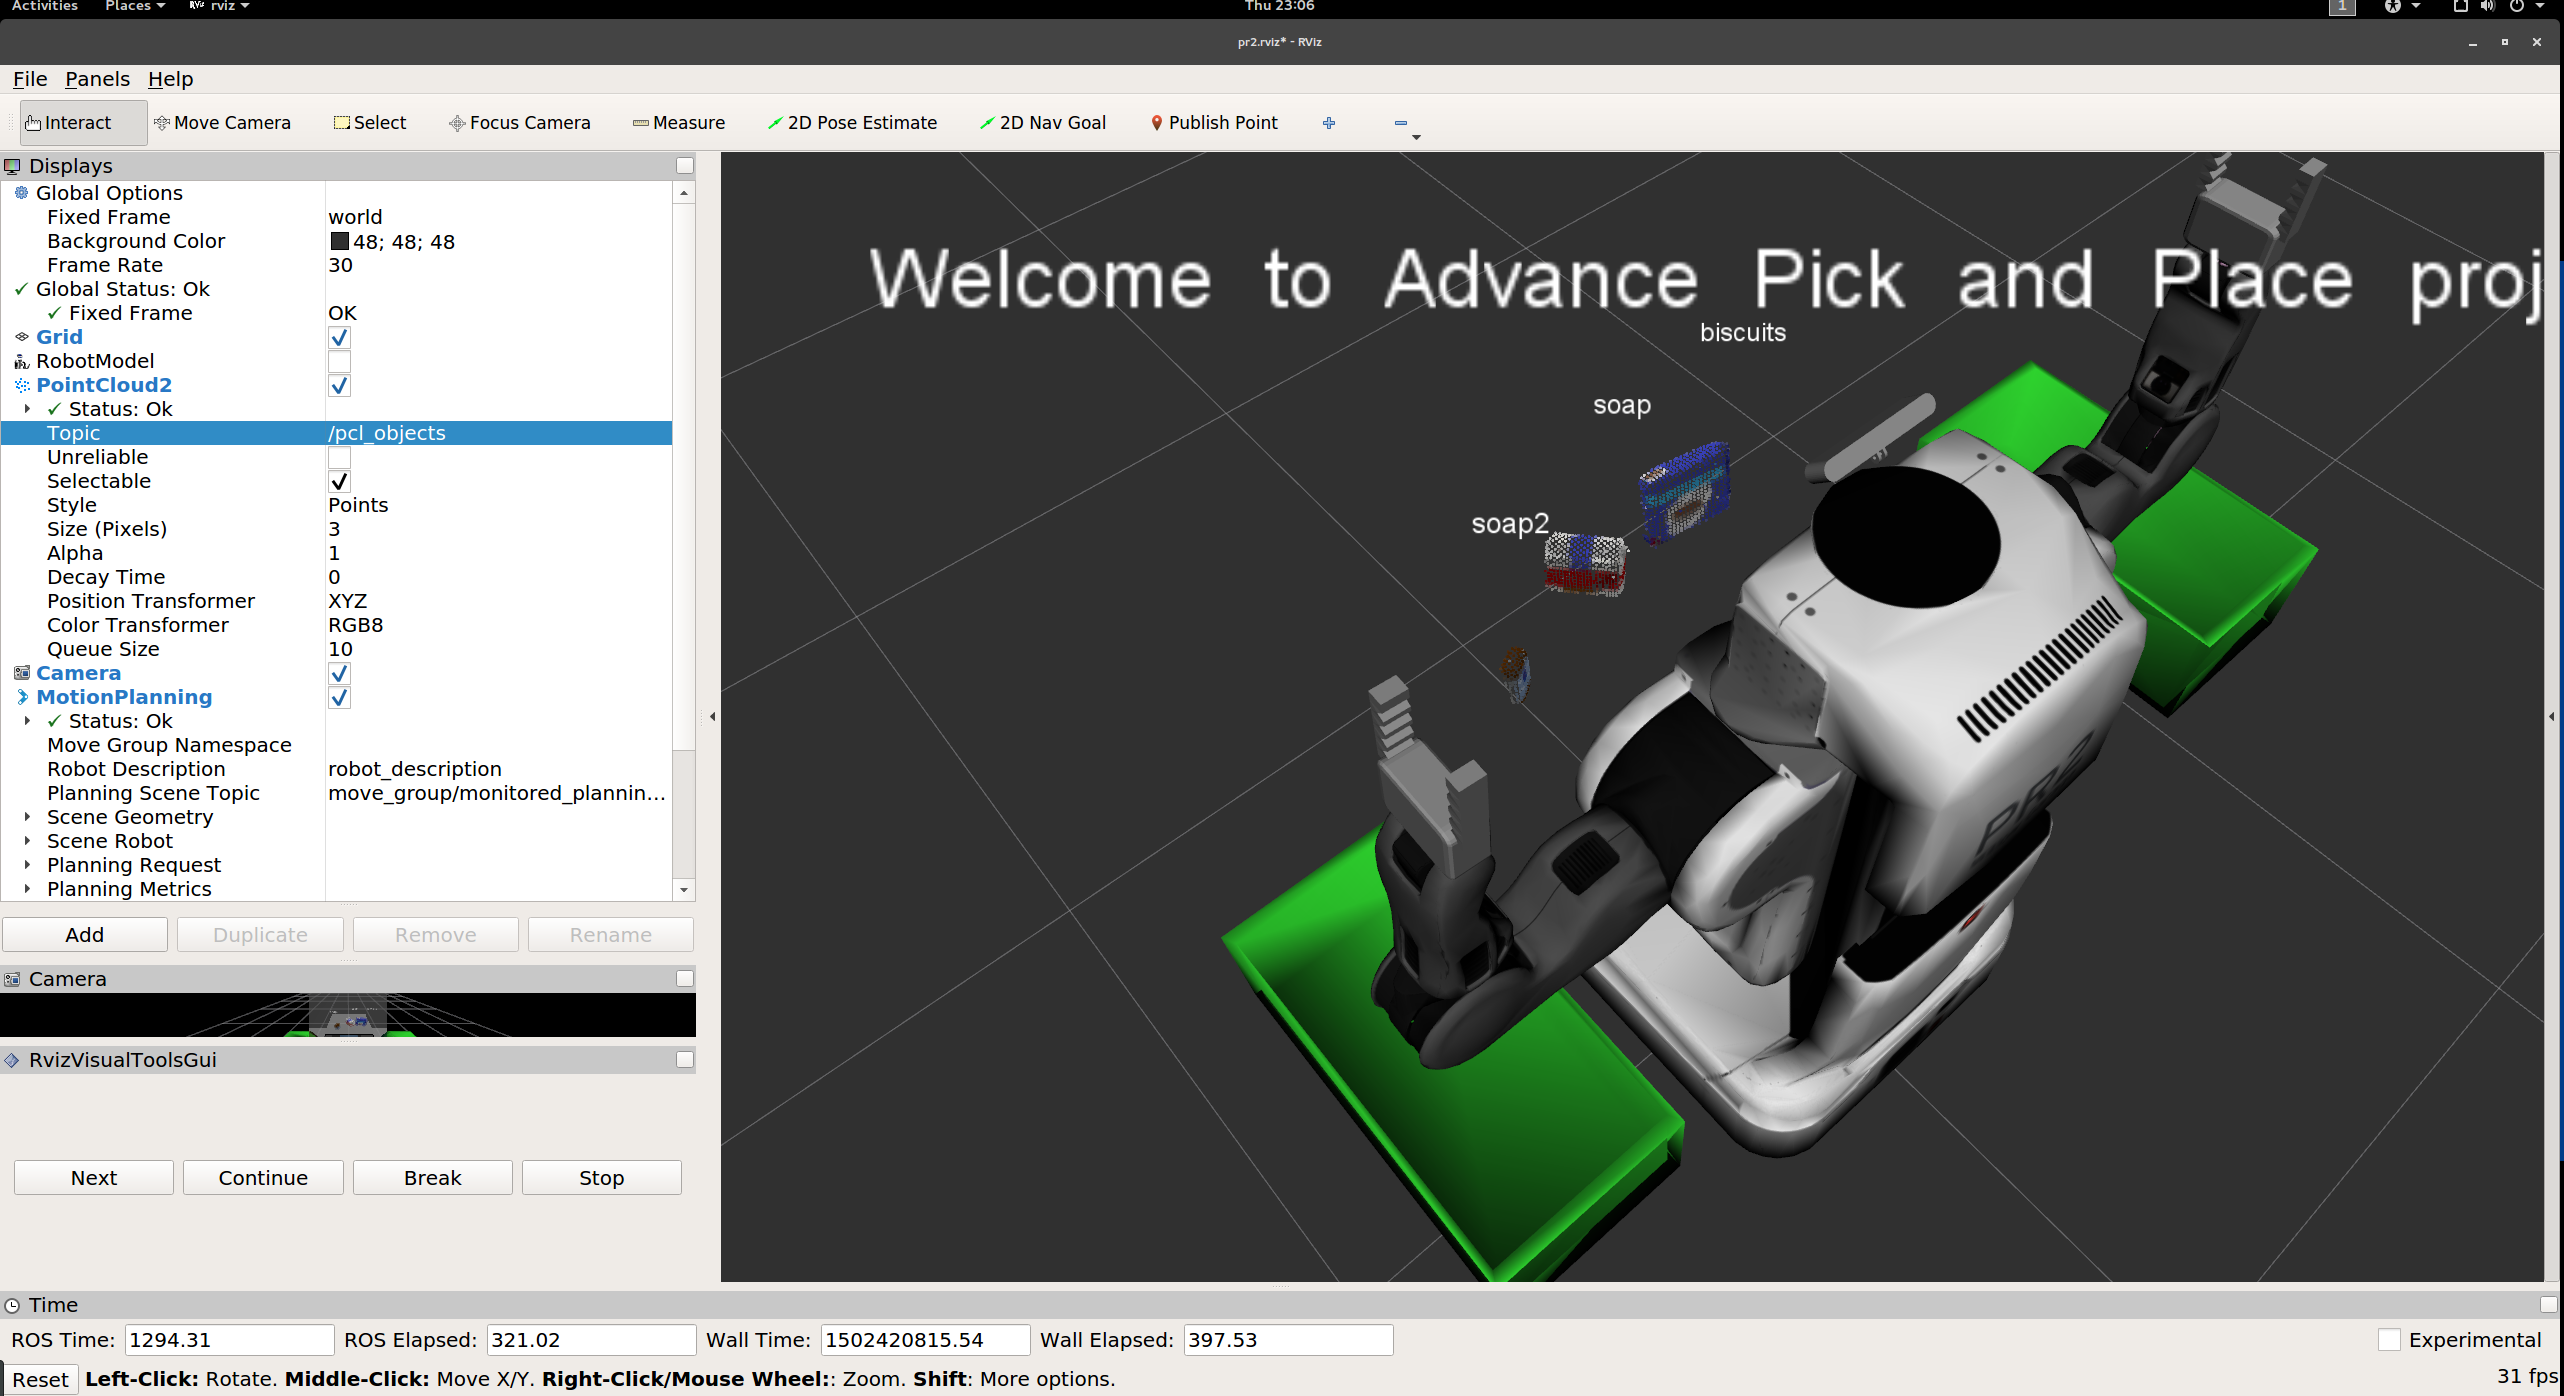 Activities Places rviz Thu 23:06 1
pr2.rviz* - RViz
File Panels Help
Interact Move Camera Select Focus Camera Measure 2D Pose Estimate 2D Nav Goal Publish Point
Displays
Global Options
Fixed Frame world
Background Color 48; 48; 48
Frame Rate 30
Global Status: Ok
Fixed Frame OK
Grid
RobotModel
PointCloud2
Status: Ok
Topic /pcl_objects
Unreliable
Selectable
Style Points
Size (Pixels) 3
Alpha 1
Decay Time 0
Position Transformer XYZ
Color Transformer RGB8
Queue Size 10
Camera
MotionPlanning
Status: Ok
Move Group Namespace
Robot Description robot_description
Planning Scene Topic move_group/monitored_plannin...
Scene Geometry
Scene Robot
Planning Request
Planning Metrics
Add Duplicate Remove Rename
Camera
RvizVisualToolsGui
Next Continue Break Stop
Welcome to Advance Pick and Place proj
biscuits
soap
soap2
PR2
Time
ROS Time: 1294.31 ROS Elapsed: 321.02 Wall Time: 1502420815.54 Wall Elapsed: 397.53 Experimental
Reset Left-Click: Rotate. Middle-Click: Move X/Y. Right-Click/Mouse Wheel:: Zoom. Shift: More options. 31 fps